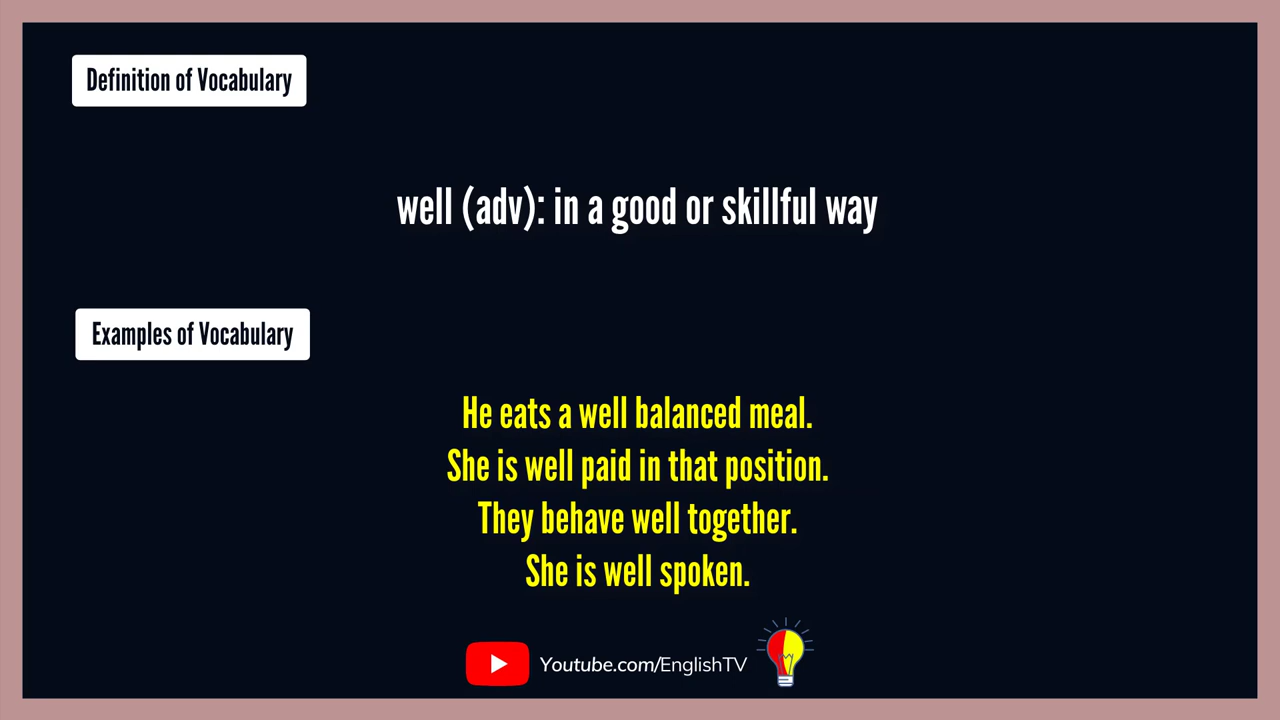 Definition of Vocabulary
well (adv): in a good or skillful way
Examples of Vocabulary
He eats a well balanced meal.
She is well paid in that position.
They behave well together.
She is well spoken.
Youtube.com/EnglishTV